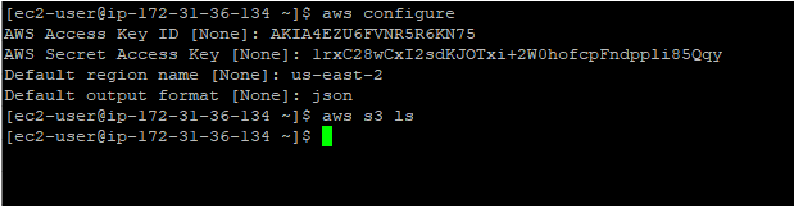 [ec2-user@ip-172-31-36-134 ~]$ aws configure
AWS Access Key ID [None]: AKIA4EZU6FVNR5R6KN75
AWS Secret Access Key [None]: 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
Default region name [None]: us-east-2
Default output format [None]: json
[ec2-user@ip-172-31-36-134 ~]$ aws s3 ls
[ec2-user@ip-172-31-36-134 ~]$